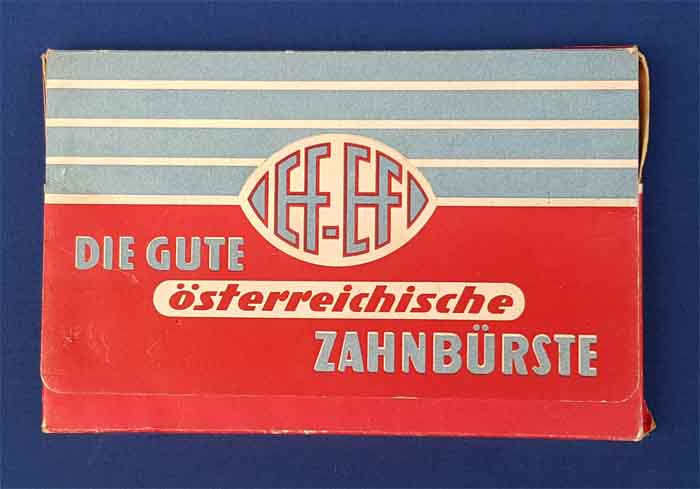 EF-EF
DIE GUTE
österreichische
ZAHNBÜRSTE